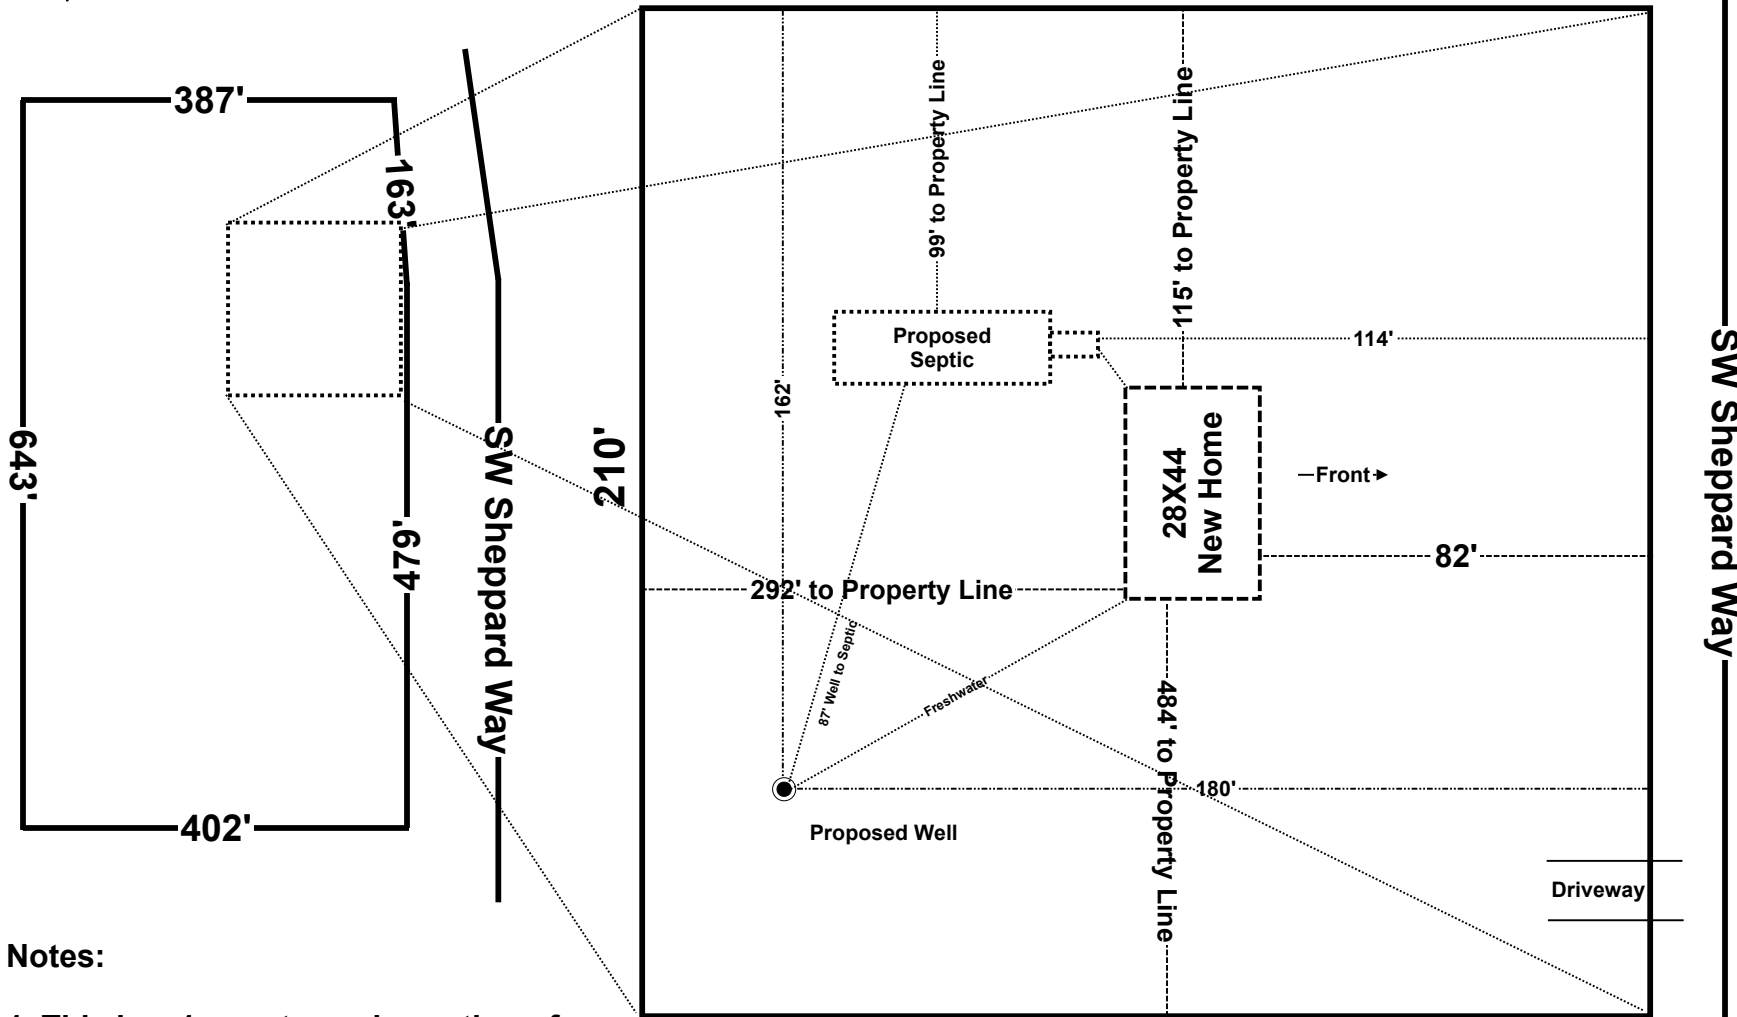 387'
163'
643'
479'
402'
SW Sheppard Way
210'
99' to Property Line
115' to Property Line
162'
Proposed
Septic
114'
28X44
New Home
Front
82'
292' to Property Line
87' Well to Septic
Freshwater
484' to Property Line
180'
Proposed Well
Driveway
SW Sheppard Way
Notes: